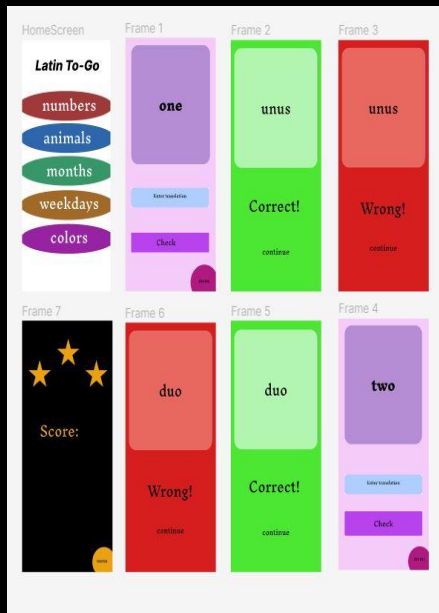 HomeScreen
Latin To-Go
numbers
animals
months
weekdays
colors
Frame 1
one
Enter translation
Check
Frame 2
unus
Correct!
continue
Frame 3
unus
Wrong!
continue
Frame 7
Score:
Frame 6
duo
Wrong!
continue
Frame 5
duo
Correct!
continue
Frame 4
two
Enter translation
Check